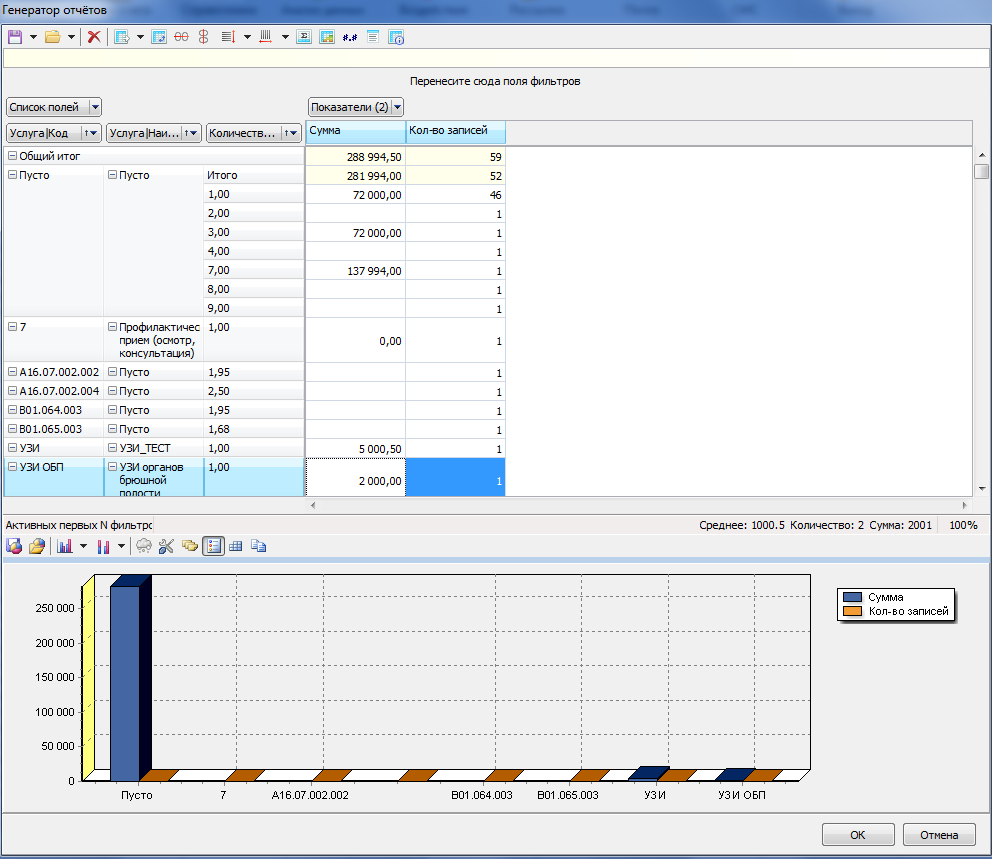 Генератор отчётов
Перенесите сюда поля фильтров
Список полей
Показатели (2)
Услуга|Код Услуга|Наи... Количеств... Сумма Кол-во записей
Общий итог 288 994,50 59
Пусто Пусто Итого 281 994,00 52
1,00 72 000,00 46
2,00 1
3,00 72 000,00 1
4,00 1
7,00 137 994,00 1
8,00 1
9,00 1
7 Профилактичес 1,00
прием (осмотр, 0,00 1
консультация)
A16.07.002.002 Пусто 1,95 1
A16.07.002.004 Пусто 2,50 1
B01.064.003 Пусто 1,95 1
B01.065.003 Пусто 1,68 1
УЗИ УЗИ_ТЕСТ 1,00 5 000,50 1
УЗИ ОБП УЗИ органов 1,00
брюшной 2 000,00 1
полости
Активных первых N фильтрс Среднее: 1000.5 Количество: 2 Сумма: 2001 100%
Сумма
Кол-во записей
250 000
200 000
150 000
100 000
50 000
0
Пусто 7 A16.07.002.002 B01.064.003 B01.065.003 УЗИ УЗИ ОБП
OK Отмена